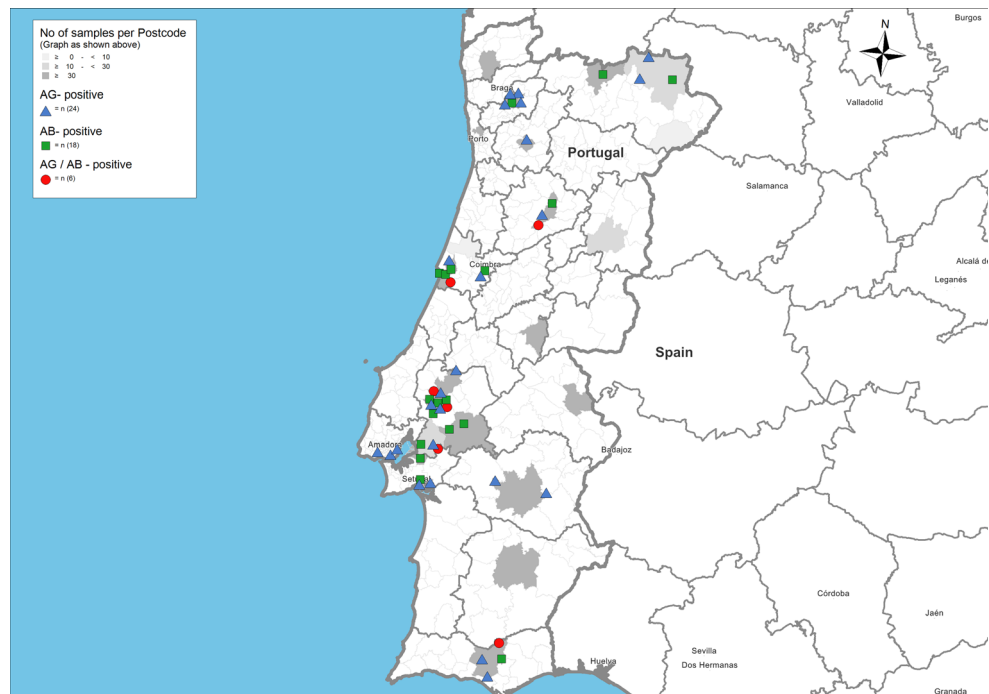 No of samples per Postcode
(Graph as shown above)
≥ 0 - < 10
≥ 10 - < 30
≥ 30
AG- positive
= n (24)
AB- positive
= n (18)
AG / AB - positive
= n (6)
N
Burgos
Valladolid
Braga
Porto
Portugal
Salamanca
Coimbra
Alcalá de
Leganés
Spain
Amadora
Badajoz
Setúbal
Córdoba
Jaén
Huelva
Sevilla
Dos Hermanas
Granada